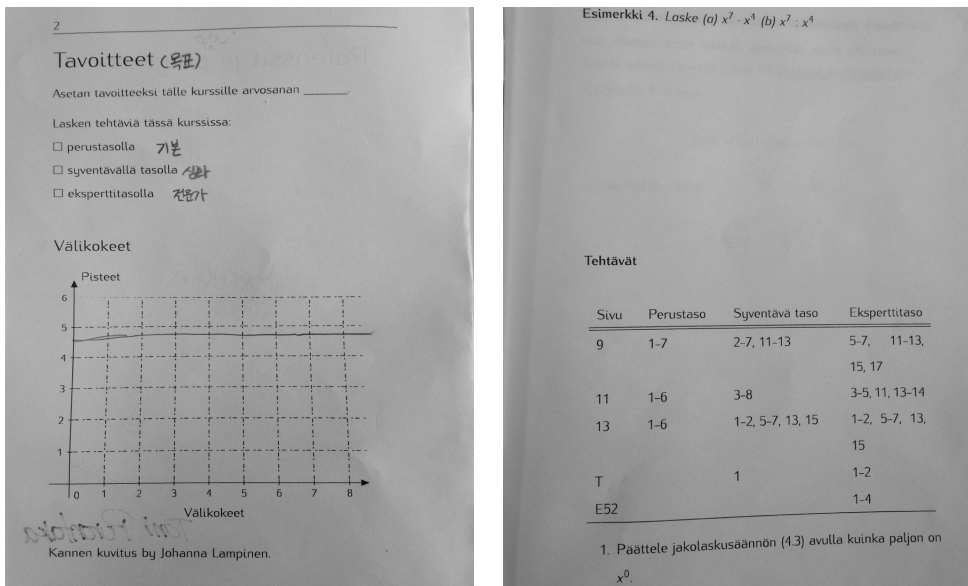 2
Tavoitteet (목표)
Asetan tavoitteeksi tälle kurssille arvosanan ______.
Lasken tehtäviä tässä kurssissa:
☐ perustasolla 기본
☐ syventävällä tasolla 심화
☐ eksperttitasolla 전문가
Välikokeet
Pisteet
6
5
4
3
2
1
0 1 2 3 4 5 6 7 8
Välikokeet
Kannen kuvitus by Johanna Lampinen.
Esimerkki 4. Laske (a) x⁷ · x⁴ (b) x⁷ : x⁴
Tehtävät
Sivu Perustaso Syventävä taso Eksperttitaso
9 1–7 2–7, 11–13 5–7, 11–13,
15, 17
11 1–6 3–8 3–5, 11, 13–14
13 1–6 1–2, 5–7, 13, 15 1–2, 5–7, 13,
15
T 1 1–2
E52 1–4
1. Päättele jakolaskusäännön (4.3) avulla kuinka paljon on
x⁰.